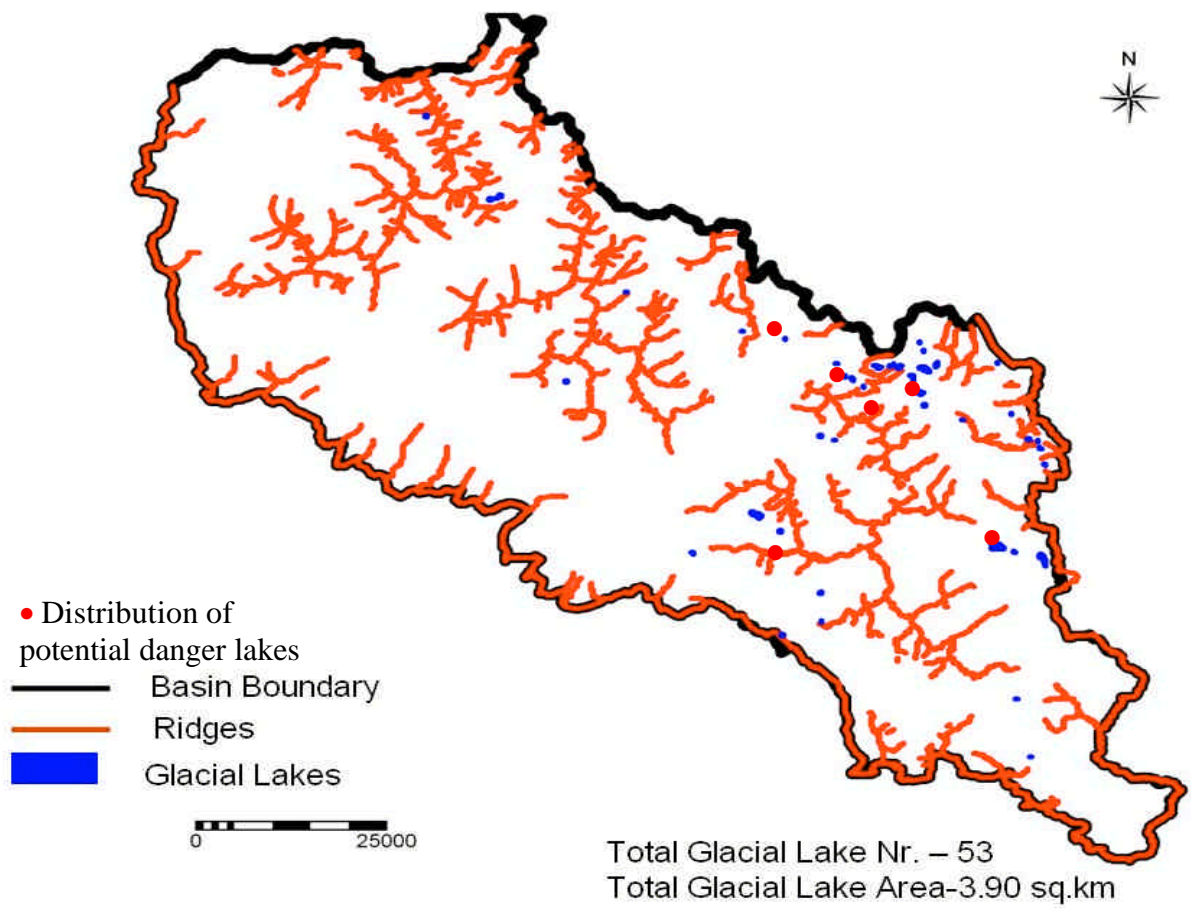 N
• Distribution of
potential danger lakes
Basin Boundary
Ridges
Glacial Lakes
0 25000
Total Glacial Lake Nr. – 53
Total Glacial Lake Area-3.90 sq.km